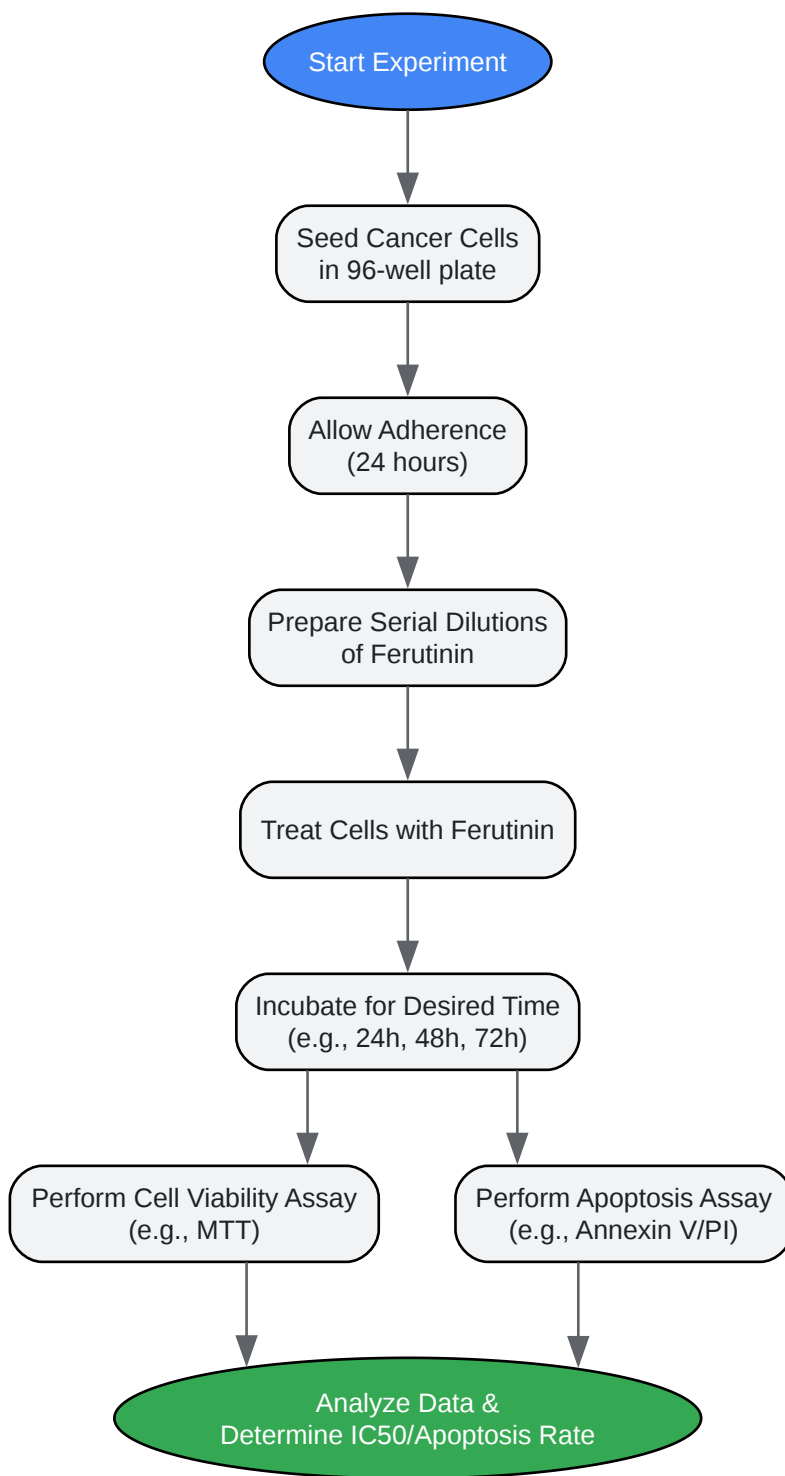 Start Experiment
Seed Cancer Cells
in 96-well plate
Allow Adherence
(24 hours)
Prepare Serial Dilutions
of Ferutinin
Treat Cells with Ferutinin
Incubate for Desired Time
(e.g., 24h, 48h, 72h)
Perform Cell Viability Assay
(e.g., MTT)
Perform Apoptosis Assay
(e.g., Annexin V/PI)
Analyze Data &
Determine IC50/Apoptosis Rate